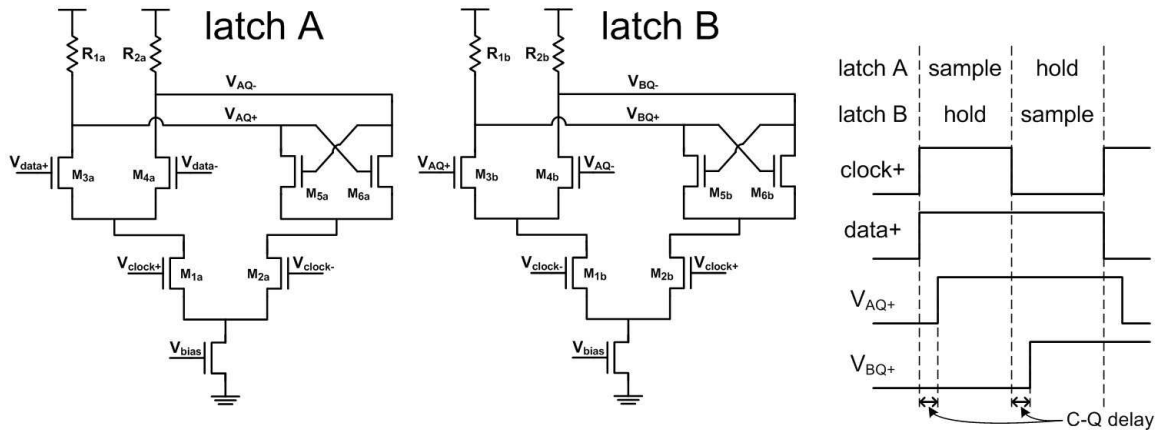 latch A
R1a
R2a
VAQ-
VAQ+
Vdata+
M3a
M4a
Vdata-
M5a
M6a
Vclock+
M1a
M2a
Vclock-
Vbias
latch B
R1b
R2b
VBQ-
VBQ+
VAQ+
M3b
M4b
VAQ-
M5b
M6b
Vclock-
M1b
M2b
Vclock+
Vbias
latch A sample hold
latch B hold sample
clock+
data+
VAQ+
VBQ+
C-Q delay